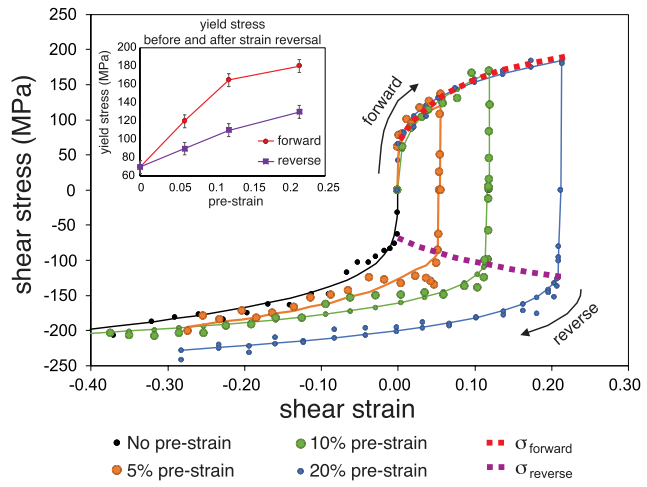 yield stress
before and after strain reversal
yield stress (MPa)
200
180
160
140
120
100
80
60
0
0.05
0.1
0.15
0.2
0.25
pre-strain
forward
reverse
shear stress (MPa)
250
200
150
100
50
0
-50
-100
-150
-200
-250
forward
reverse
-0.40
-0.30
-0.20
-0.10
0.00
0.10
0.20
0.30
shear strain
No pre-strain
10% pre-strain
σforward
5% pre-strain
20% pre-strain
σreverse